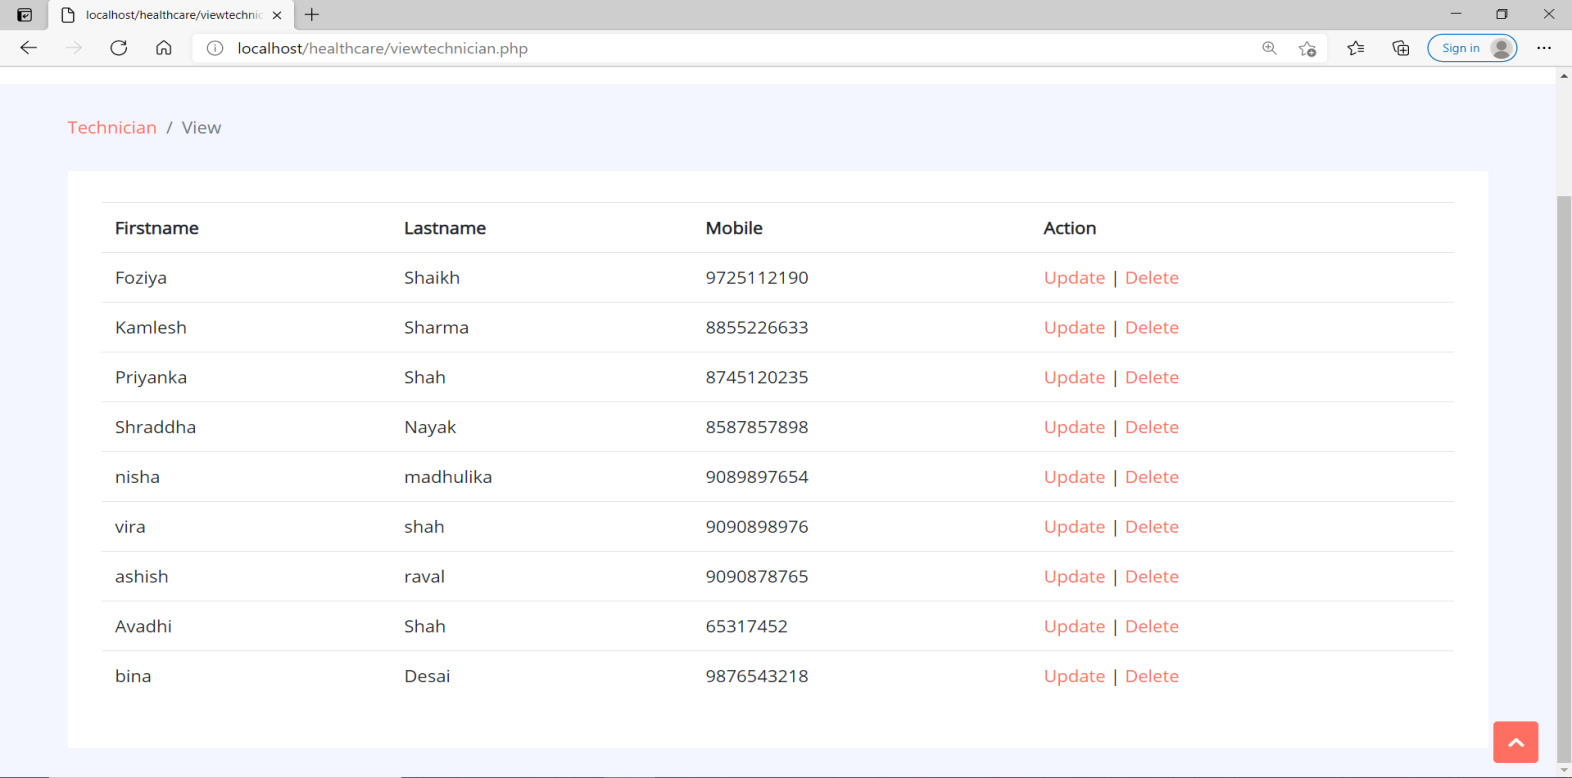 localhost/healthcare/viewtechnic
localhost/healthcare/viewtechnician.php
Sign in
Technician / View
Firstname Lastname Mobile Action
Foziya Shaikh 9725112190 Update | Delete
Kamlesh Sharma 8855226633 Update | Delete
Priyanka Shah 8745120235 Update | Delete
Shraddha Nayak 8587857898 Update | Delete
nisha madhulika 9089897654 Update | Delete
vira shah 9090898976 Update | Delete
ashish raval 9090878765 Update | Delete
Avadhi Shah 65317452 Update | Delete
bina Desai 9876543218 Update | Delete